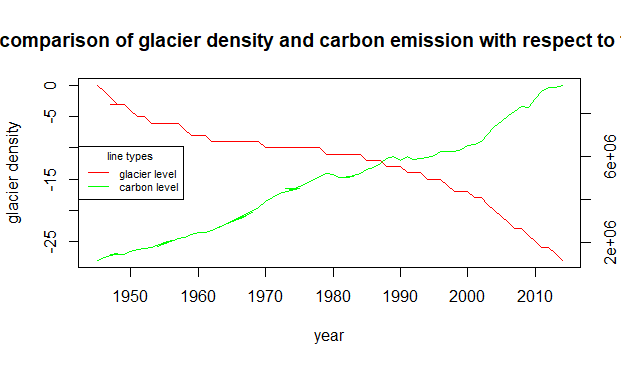 comparison of glacier density and carbon emission with respect to
glacier density
0
-5
-15
-25
line types
glacier level
carbon level
6e+06
2e+06
1950 1960 1970 1980 1990 2000 2010
year